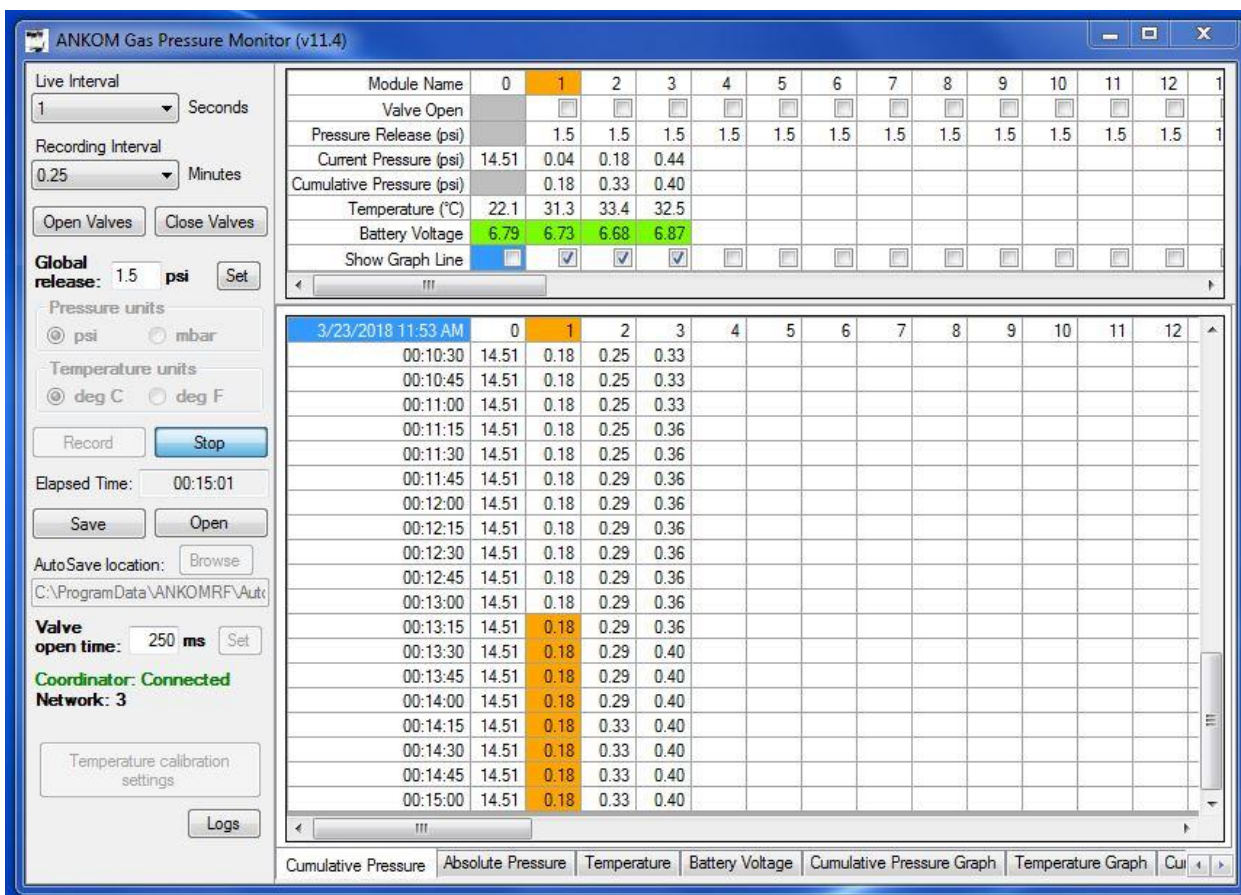 ANKOM Gas Pressure Monitor (v11.4)
Live Interval
1 Seconds
Recording Interval
0.25 Minutes
Open Valves Close Valves
Global
release: 1.5 psi Set
Pressure units
psi mbar
Temperature units
deg C deg F
Record Stop
Elapsed Time: 00:15:01
Save Open
AutoSave location: Browse
C:\ProgramData\ANKOMRF\Auto
Valve
open time: 250 ms Set
Coordinator: Connected
Network: 3
Temperature calibration
settings
Logs
Module Name 0 1 2 3 4 5 6 7 8 9 10 11 12 1
Valve Open
Pressure Release (psi) 1.5 1.5 1.5 1.5 1.5 1.5 1.5 1.5 1.5 1.5 1.5 1.5 1
Current Pressure (psi) 14.51 0.04 0.18 0.44
Cumulative Pressure (psi) 0.18 0.33 0.40
Temperature (°C) 22.1 31.3 33.4 32.5
Battery Voltage 6.79 6.73 6.68 6.87
Show Graph Line
3/23/2018 11:53 AM 0 1 2 3 4 5 6 7 8 9 10 11 12
00:10:30 14.51 0.18 0.25 0.33
00:10:45 14.51 0.18 0.25 0.33
00:11:00 14.51 0.18 0.25 0.33
00:11:15 14.51 0.18 0.25 0.36
00:11:30 14.51 0.18 0.25 0.36
00:11:45 14.51 0.18 0.29 0.36
00:12:00 14.51 0.18 0.29 0.36
00:12:15 14.51 0.18 0.29 0.36
00:12:30 14.51 0.18 0.29 0.36
00:12:45 14.51 0.18 0.29 0.36
00:13:00 14.51 0.18 0.29 0.36
00:13:15 14.51 0.18 0.29 0.36
00:13:30 14.51 0.18 0.29 0.40
00:13:45 14.51 0.18 0.29 0.40
00:14:00 14.51 0.18 0.29 0.40
00:14:15 14.51 0.18 0.33 0.40
00:14:30 14.51 0.18 0.33 0.40
00:14:45 14.51 0.18 0.33 0.40
00:15:00 14.51 0.18 0.33 0.40
Cumulative Pressure Absolute Pressure Temperature Battery Voltage Cumulative Pressure Graph Temperature Graph Cur